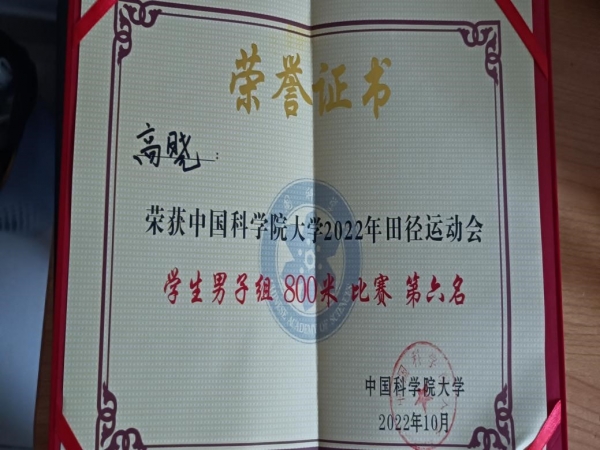 荣誉证书
高晓：
荣获中国科学院大学2022年田径运动会
学生男子组 800米 比赛 第六名
中国科学院大学
2022年10月